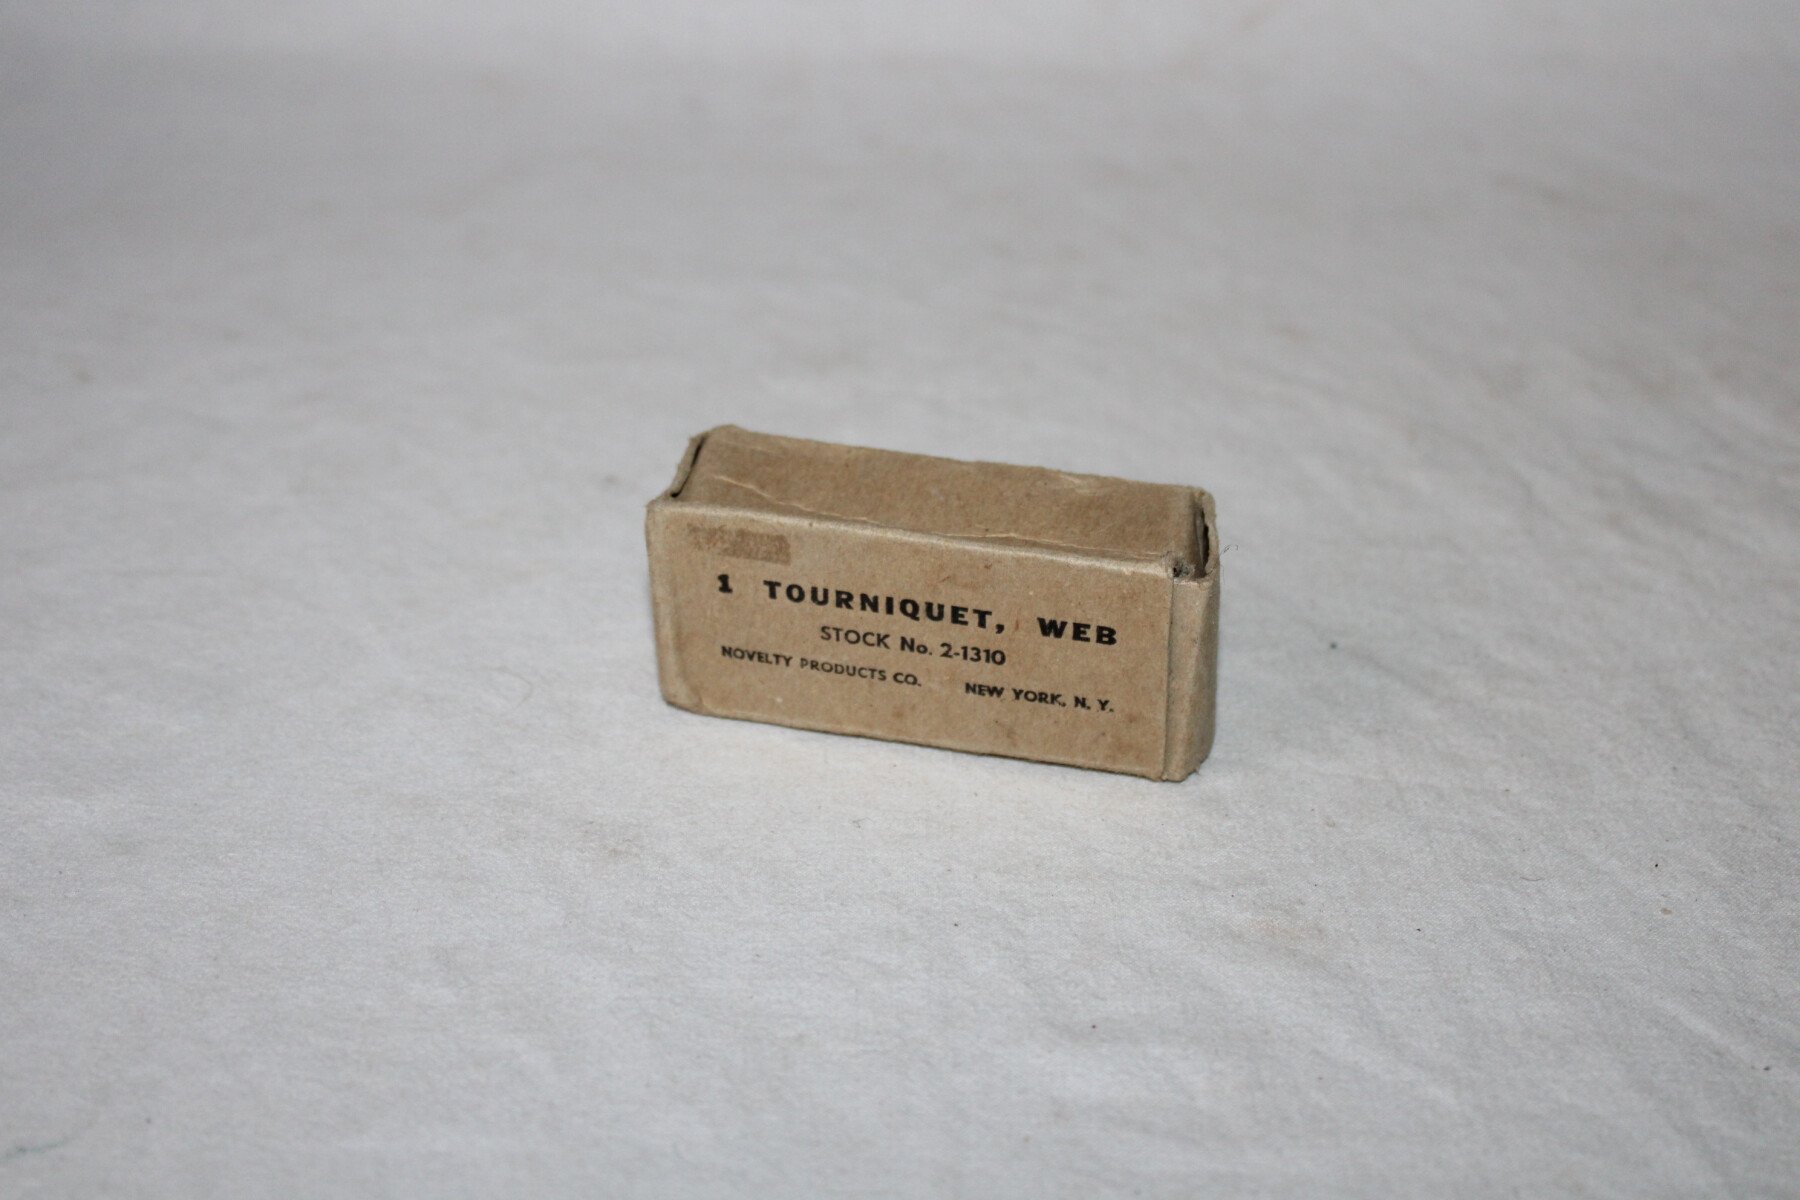 1 TOURNIQUET, WEB
STOCK No. 2-1310
NOVELTY PRODUCTS CO. NEW YORK, N. Y.